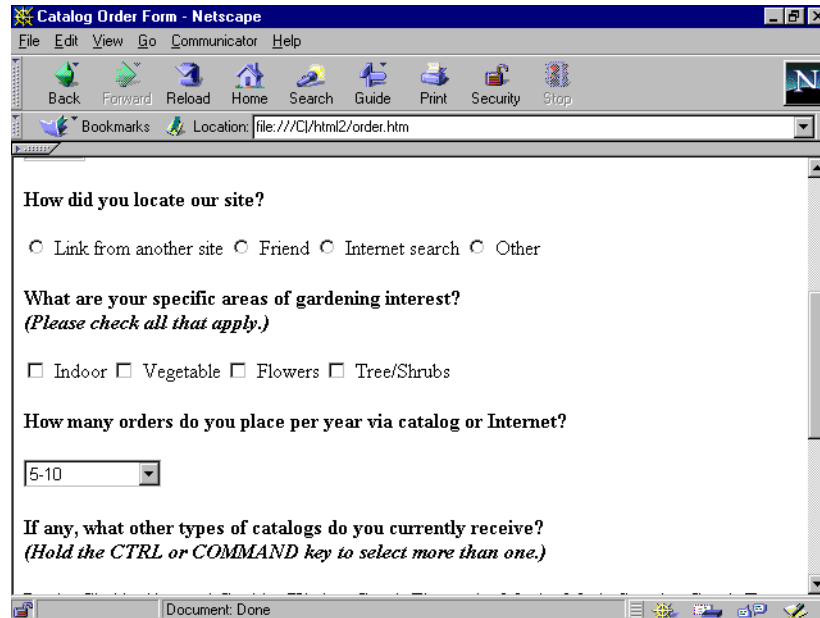 Catalog Order Form - Netscape
File Edit View Go Communicator Help
Back Forward Reload Home Search Guide Print Security Stop
N
Bookmarks Location: file:///C|/html2/order.htm
How did you locate our site?
Link from another site Friend Internet search Other
What are your specific areas of gardening interest?
(Please check all that apply.)
Indoor Vegetable Flowers Tree/Shrubs
How many orders do you place per year via catalog or Internet?
5-10
If any, what other types of catalogs do you currently receive?
(Hold the CTRL or COMMAND key to select more than one.)
Document: Done